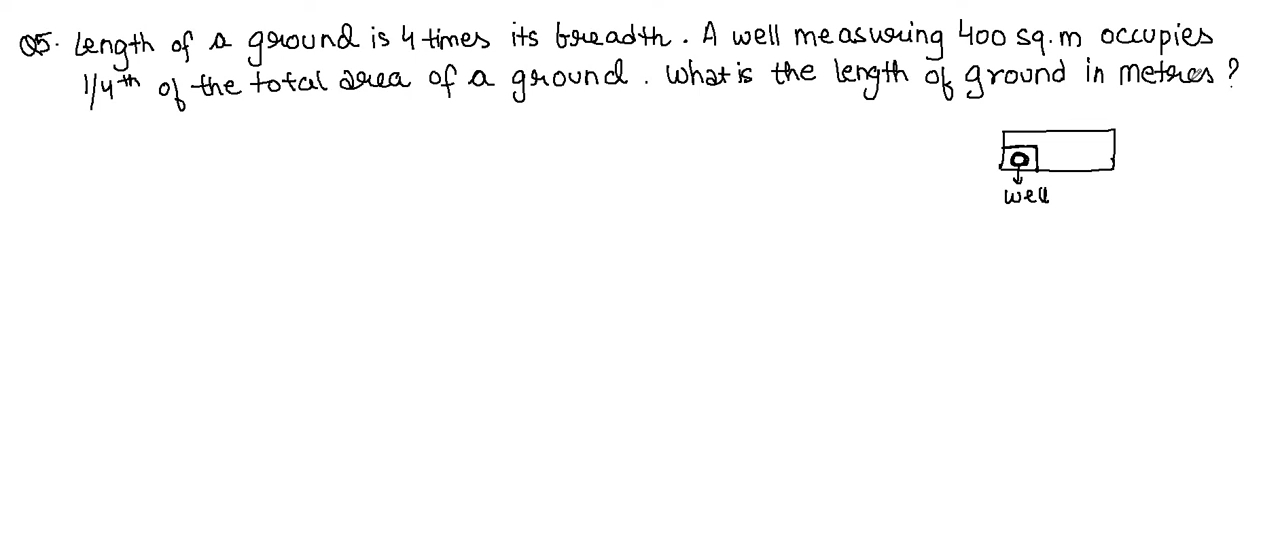 Q5. Length of a ground is 4 times its breadth. A well measuring 400 sq.m occupies
1/4th of the total area of a ground. What is the length of ground in metres?
well